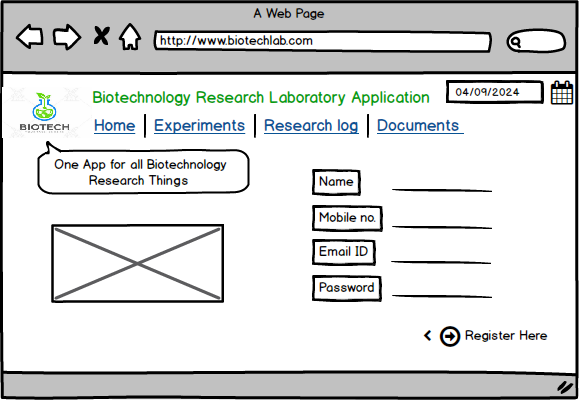 A Web Page
http://www.biotechlab.com
Biotechnology Research Laboratory Application
04/09/2024
BIOTECH
Home Experiments Research log Documents
One App for all Biotechnology
Research Things
Name
Mobile no.
Email ID
Password
Register Here